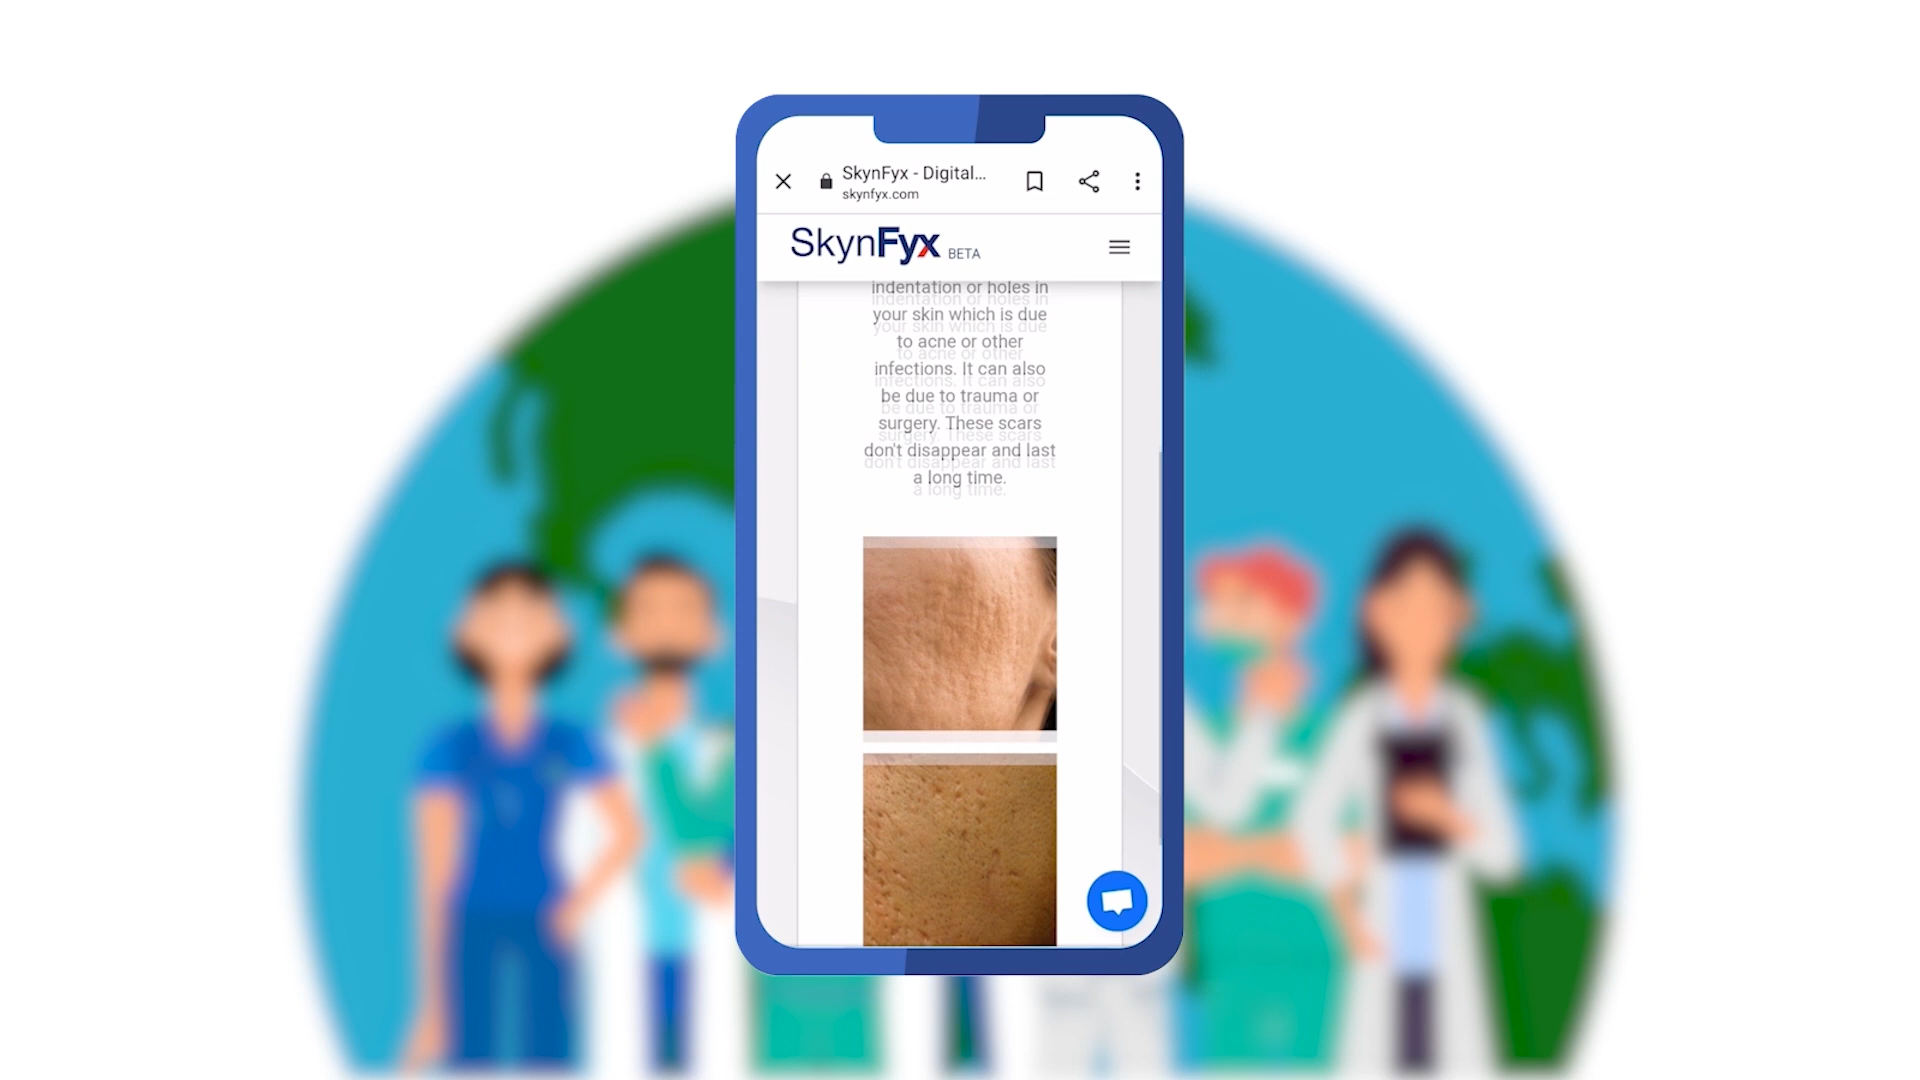 SkynFyx - Digital...
skynfyx.com
SkynFyx BETA
indentation or holes in
your skin which is due
to acne or other
infections. It can also
be due to trauma or
surgery. These scars
don't disappear and last
a long time.